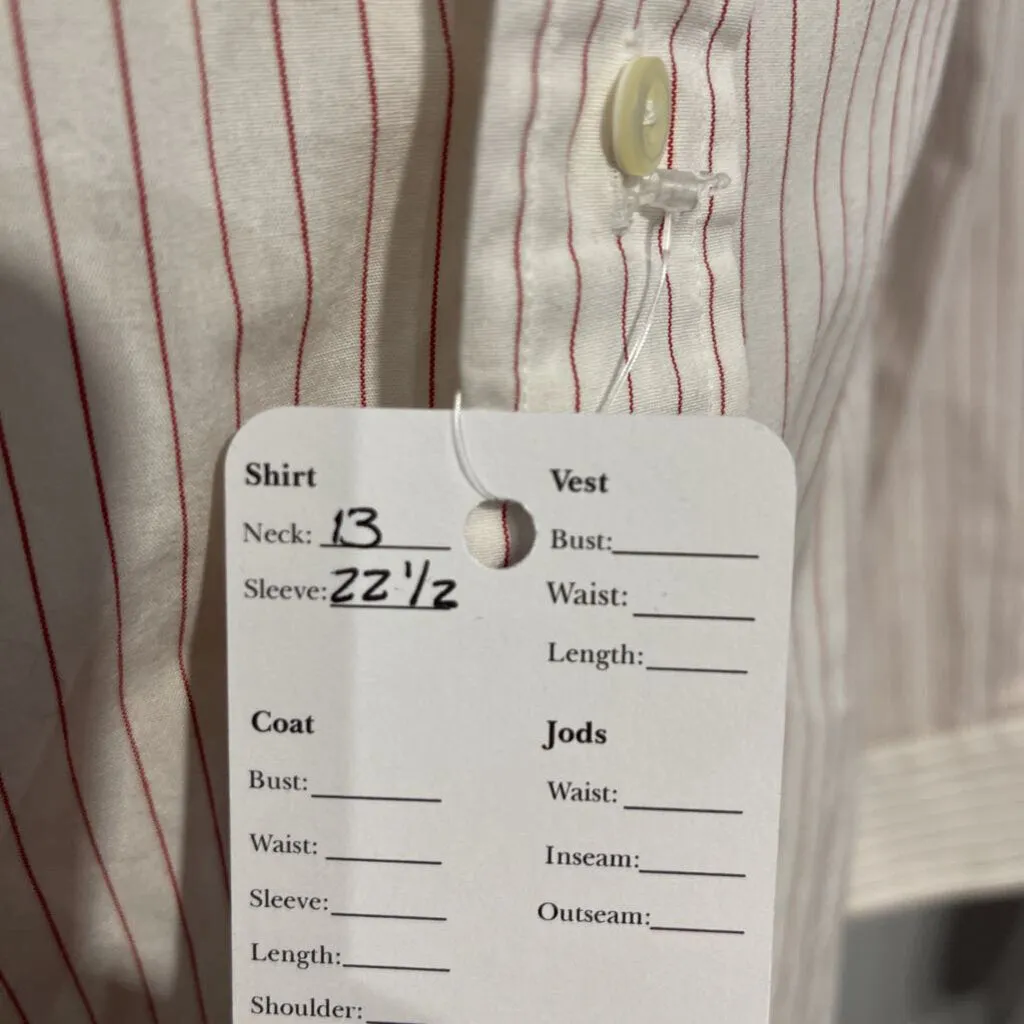 Shirt
Neck: 13
Sleeve: 22 1/2
Vest
Bust:
Waist:
Length:
Coat
Bust:
Waist:
Sleeve:
Length:
Shoulder:
Jods
Waist:
Inseam:
Outseam: